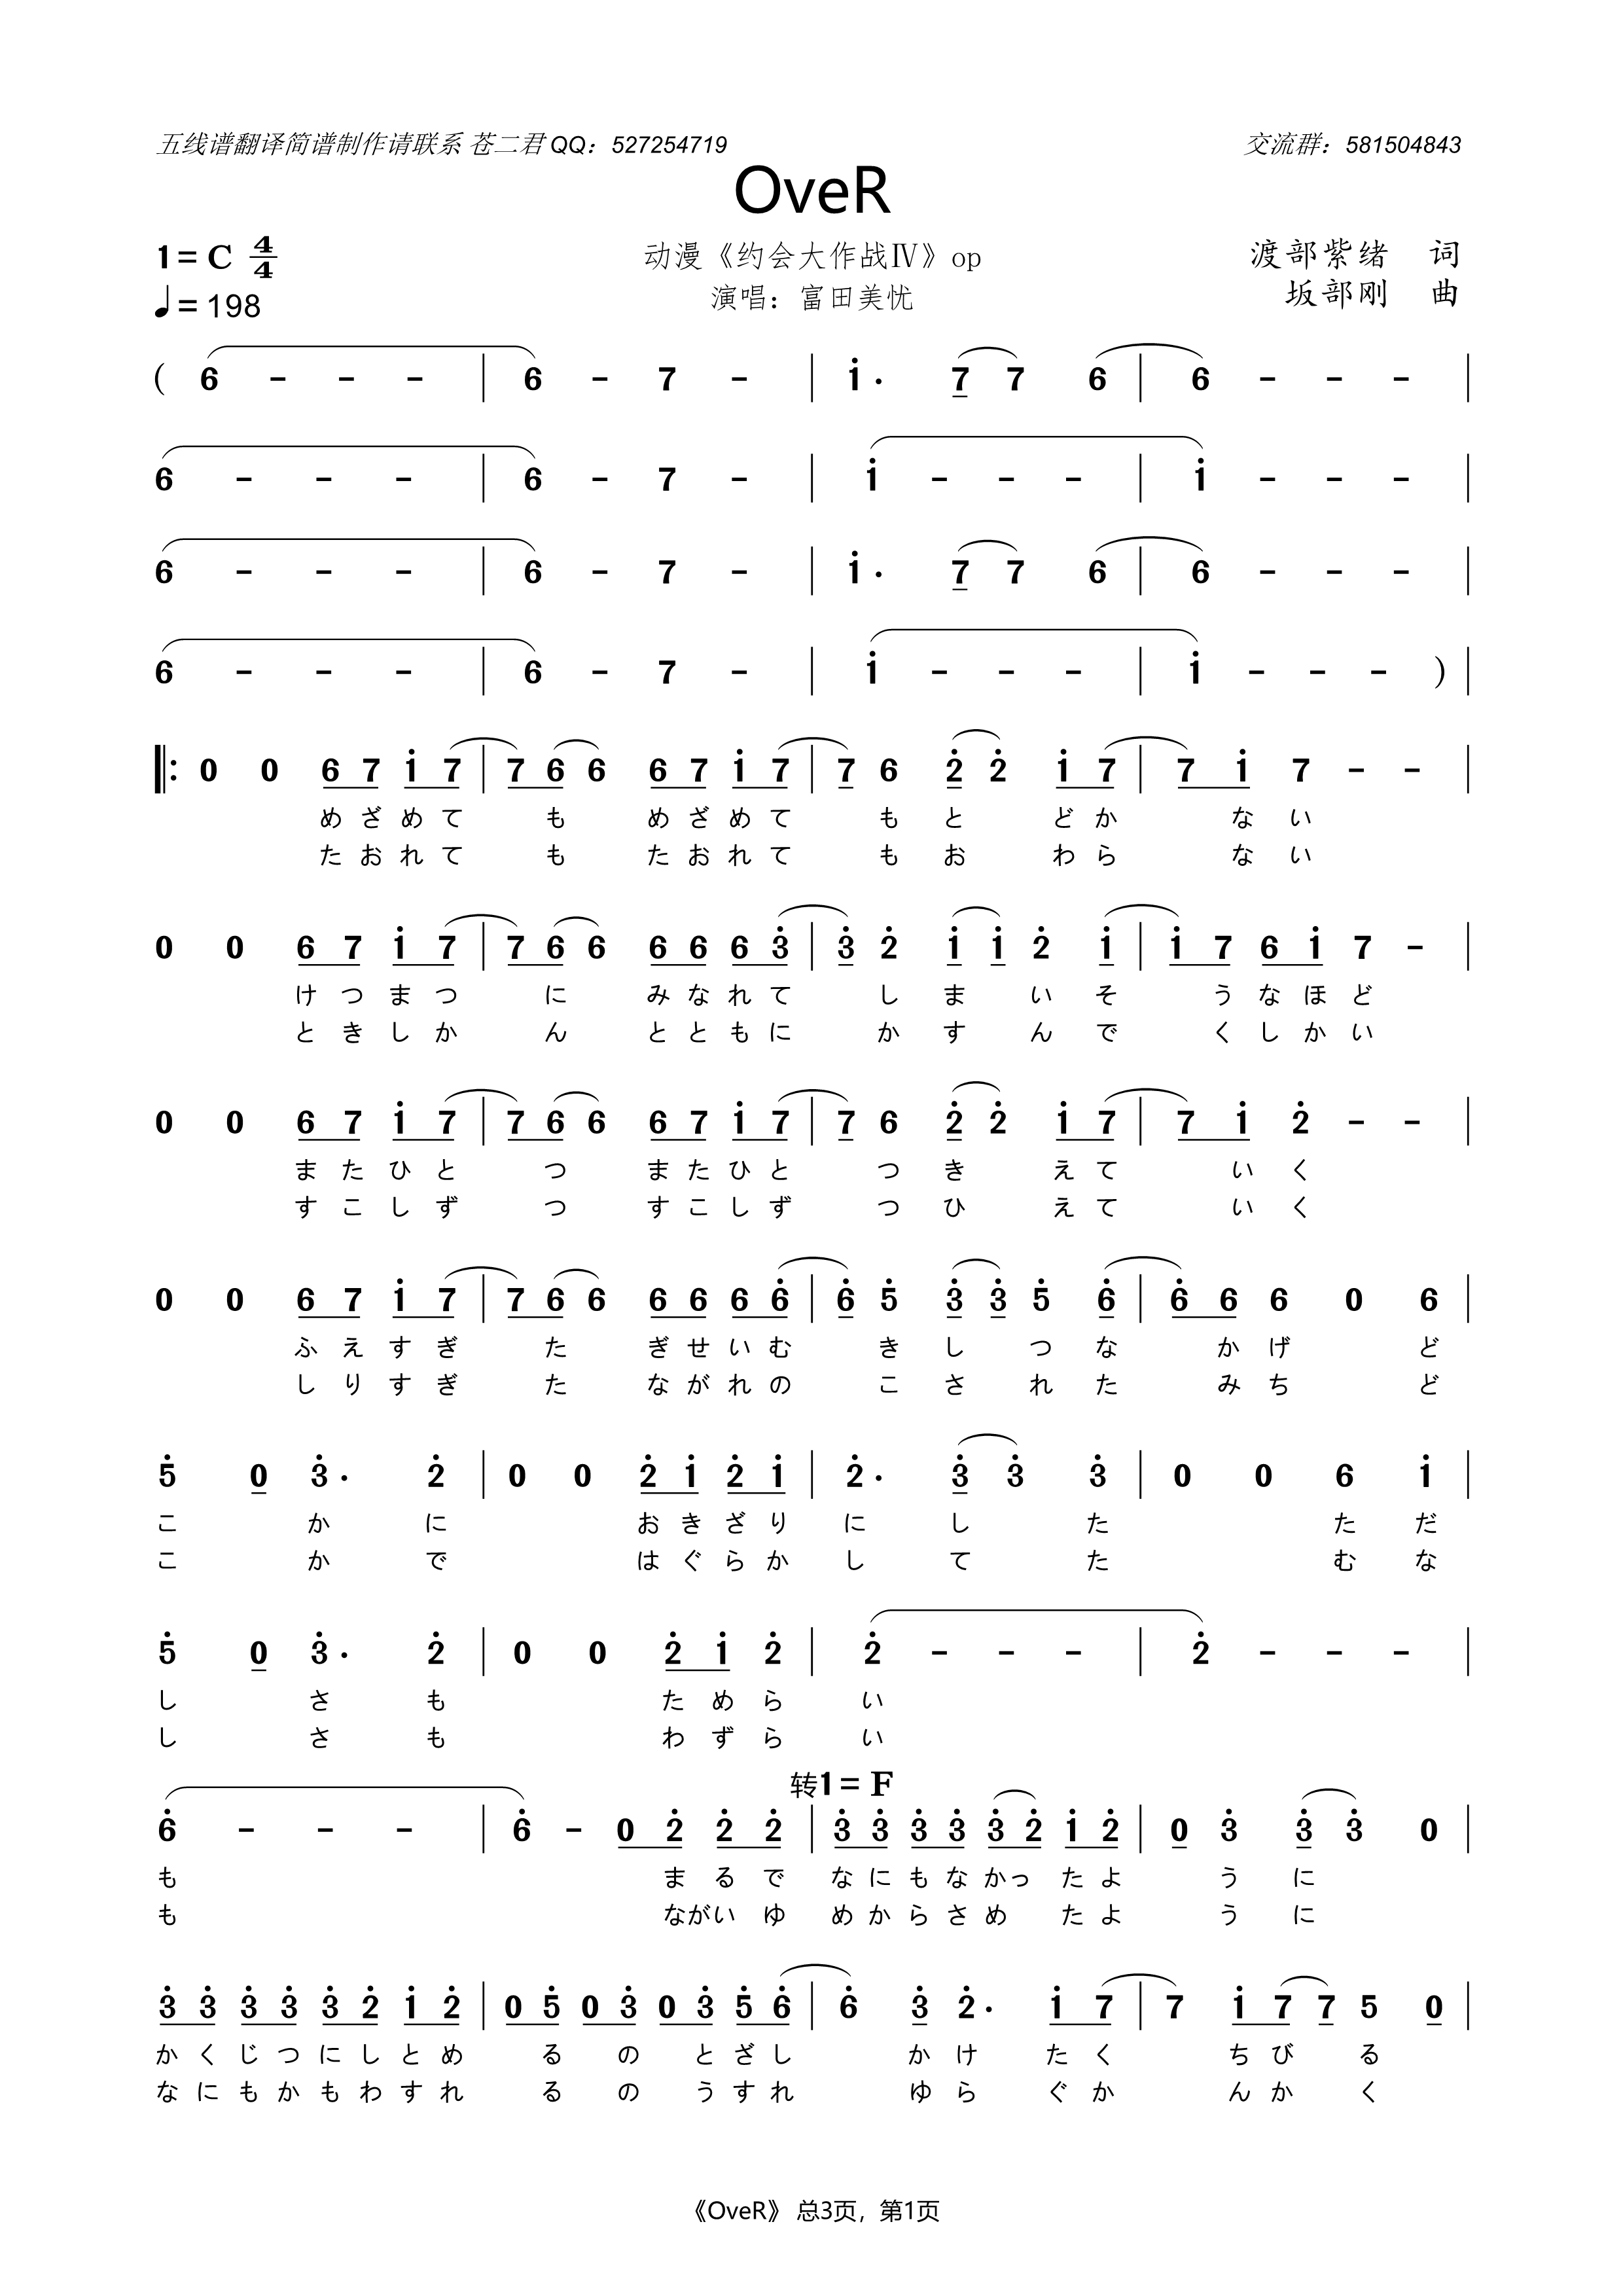 五线谱翻译简谱制作请联系 苍二君 QQ：527254719 交流群：581504843
OveR
1= C 4/4 动漫《约会大作战Ⅳ》op 渡部紫绪 词
♩= 198 演唱：富田美忧 坂部刚 曲
( 6 - - - | 6 - 7 - | i· 7 7 6 | 6 - - - |
6 - - - | 6 - 7 - | i - - - | i - - - |
6 - - - | 6 - 7 - | i· 7 7 6 | 6 - - - |
6 - - - | 6 - 7 - | i - - - | i - - - ) |
‖: 0 0 6 7 i 7 | 7 6 6 6 7 i 7 | 7 6 2̇ 2̇ i 7 | 7 i 7 - - |
めざめて も めざめて も と どか ない
たおれて も たおれて も お わら ない
0 0 6 7 i 7 | 7 6 6 6 6 6 3̇ | 3̇ 2̇ i i 2̇ i | i 7 6 i 7 - |
けつまつ に みなれて し ま い そ うなほど
ときしか ん とともに か す ん で くしかい
0 0 6 7 i 7 | 7 6 6 6 7 i 7 | 7 6 2̇ 2̇ i 7 | 7 i 2̇ - - |
またひと つ またひと つ き えて い く
すこしず つ すこしず つ ひ えて い く
0 0 6 7 i 7 | 7 6 6 6 6 6 6̇ | 6̇ 5̇ 3̇ 3̇ 5̇ 6̇ | 6̇ 6 6 0 6 |
ふえすぎ た ぎせいむ き し つ な かげ ど
しりすぎ た ながれの こ さ れ た みち ど
5̇ 0 3̇· 2̇ | 0 0 2̇ i 2̇ i | 2̇· 3̇ 3̇ 3̇ | 0 0 6 i |
こ か に おきざり に し た た だ
こ か で はぐらか し て た む な
5̇ 0 3̇· 2̇ | 0 0 2̇ i 2̇ | 2̇ - - - | 2̇ - - - |
し さ も ためら い
し さ も わずら い
转1= F
6̇ - - - | 6̇ - 0 2̇ 2̇ 2̇ | 3̇ 3̇ 3̇ 3̇ 3̇ 2̇ i 2̇ | 0 3̇ 3̇ 3̇ 0 |
も まるで なにもなかっ たよ う に
も ながい ゆ めからさめ たよ う に
3̇ 3̇ 3̇ 3̇ 3̇ 2̇ i 2̇ | 0 5̇ 0 3̇ 0 3̇ 5̇ 6̇ | 6̇ 3̇ 2̇· i 7 | 7 i 7 7 5 0 |
かくじつにしとめ る の とざし かけ たく ちび る
なにもかもわすれ る の うすれ ゆら ぐか んか く
《OveR》 总3页，第1页